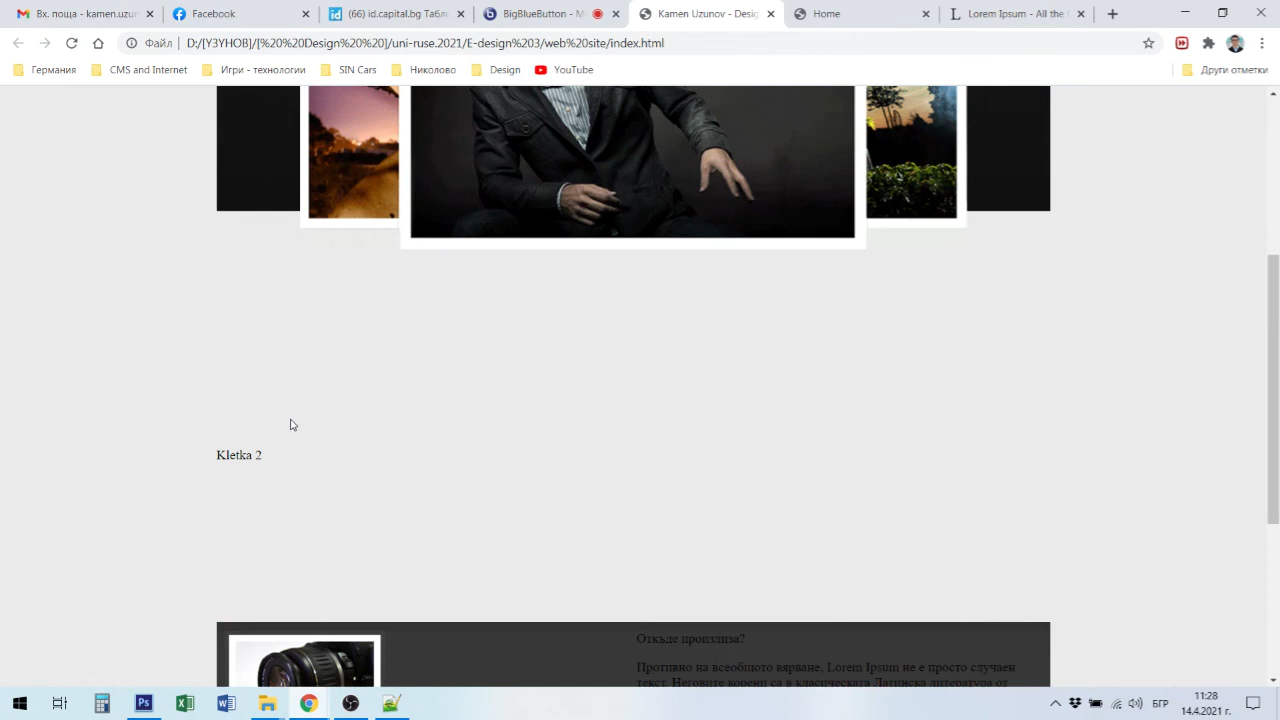 Вх. поща - kamen.uzun
Facebook
(66) id.capital.bg Табло
BigBlueButton - М
Kamen Uzunov - Desig
Home
Lorem Ipsum - All the
Файл
D:/[Y3YHOB]/[%20%20Design%20%20]/uni-ruse.2021/E-design%203/web%20site/index.html
Германия
CMS and Internet
Игри - технологии
SIN Cars
Николово
Design
YouTube
Други отметки
Kletka 2
Откъде произлиза?
Противно на всеобщото вярване, Lorem Ipsum не е просто случаен
текст. Неговите корени са в класическата Латинска литература от
БГР
11:28
14.4.2021 г.